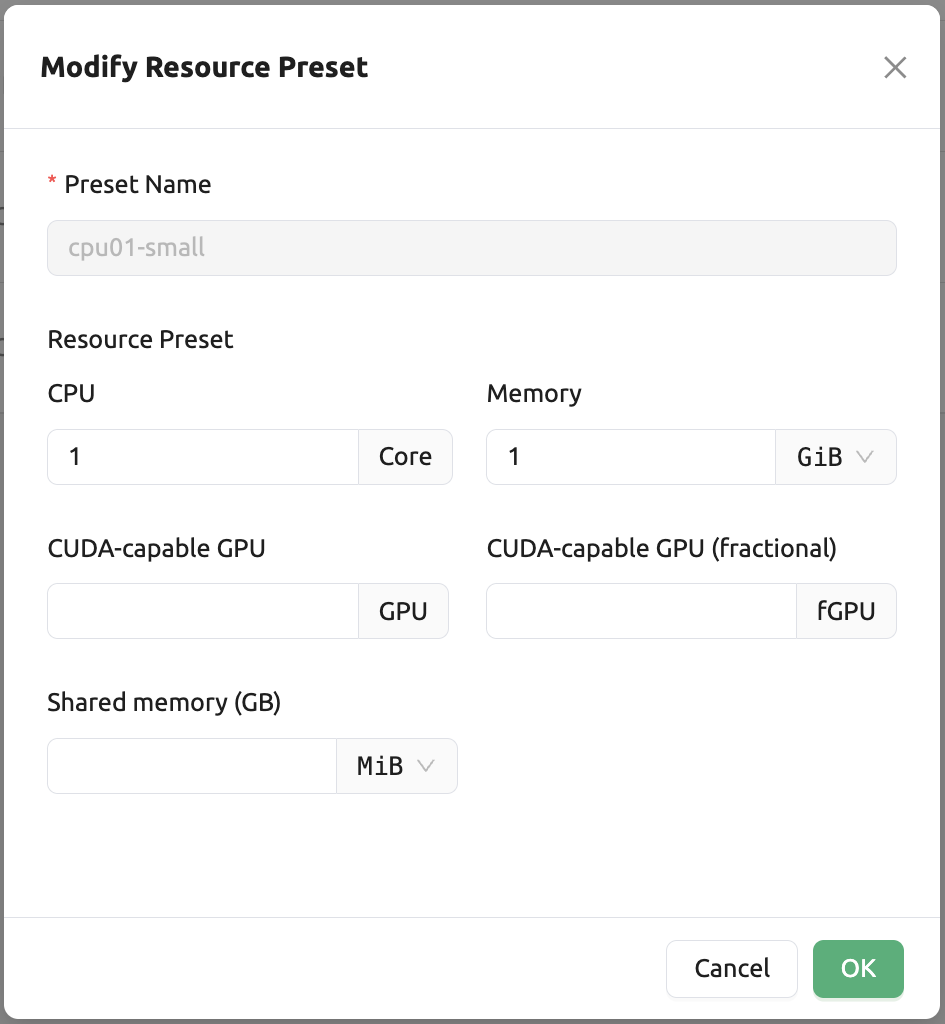 Modify Resource Preset
* Preset Name
cpu01-small
Resource Preset
CPU
Memory
1 Core
1 GiB
CUDA-capable GPU
CUDA-capable GPU (fractional)
GPU
fGPU
Shared memory (GB)
MiB
Cancel
OK